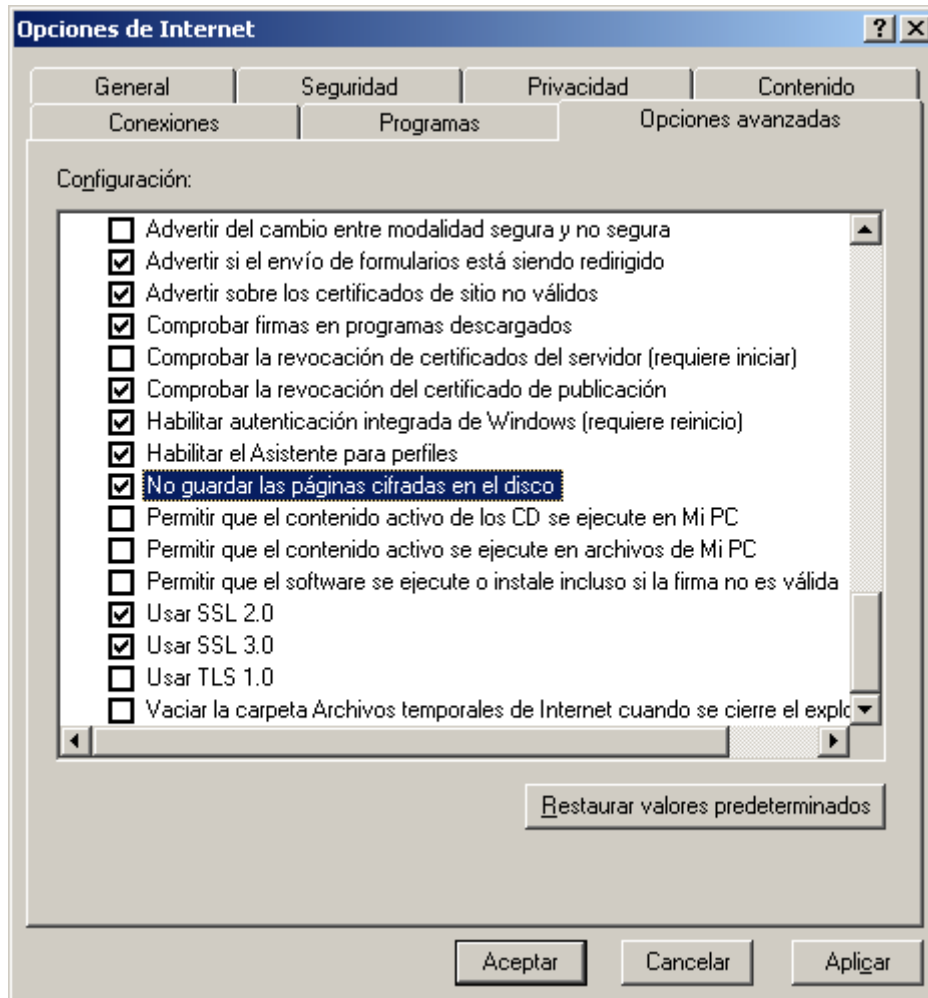 Opciones de Internet
General
Seguridad
Privacidad
Contenido
Conexiones
Programas
Opciones avanzadas
Configuración:
Advertir del cambio entre modalidad segura y no segura
Advertir si el envío de formularios está siendo redirigido
Advertir sobre los certificados de sitio no válidos
Comprobar firmas en programas descargados
Comprobar la revocación de certificados del servidor (requiere iniciar)
Comprobar la revocación del certificado de publicación
Habilitar autenticación integrada de Windows (requiere reinicio)
Habilitar el Asistente para perfiles
No guardar las páginas cifradas en el disco
Permitir que el contenido activo de los CD se ejecute en Mi PC
Permitir que el contenido activo se ejecute en archivos de Mi PC
Permitir que el software se ejecute o instale incluso si la firma no es válida
Usar SSL 2.0
Usar SSL 3.0
Usar TLS 1.0
Vaciar la carpeta Archivos temporales de Internet cuando se cierre el explo
Restaurar valores predeterminados
Aceptar
Cancelar
Aplicar